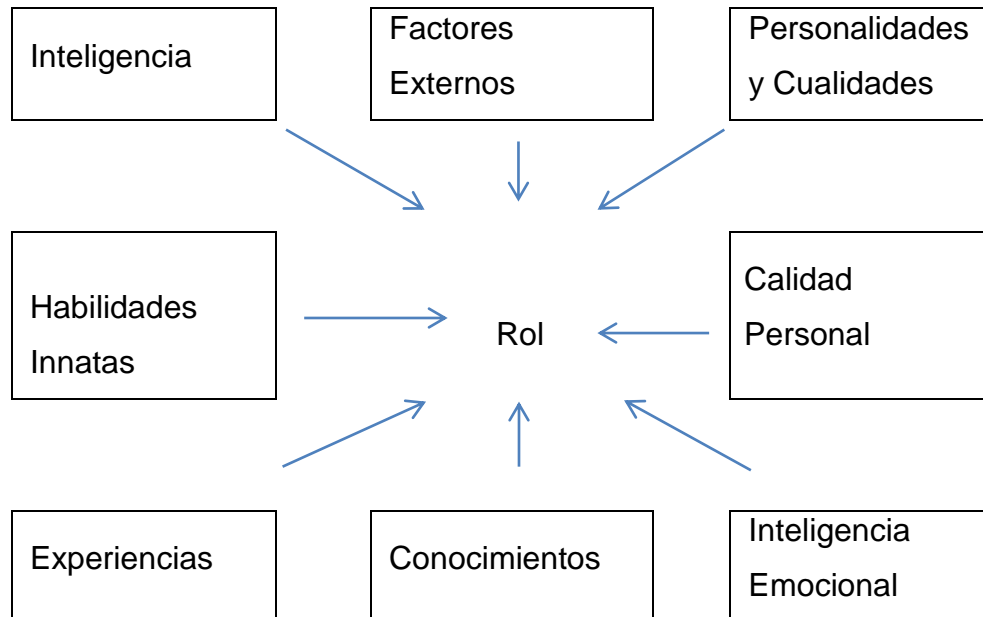 Inteligencia
Factores
Externos
Personalidades
y Cualidades
Habilidades
Innatas
Rol
Calidad
Personal
Experiencias
Conocimientos
Inteligencia
Emocional